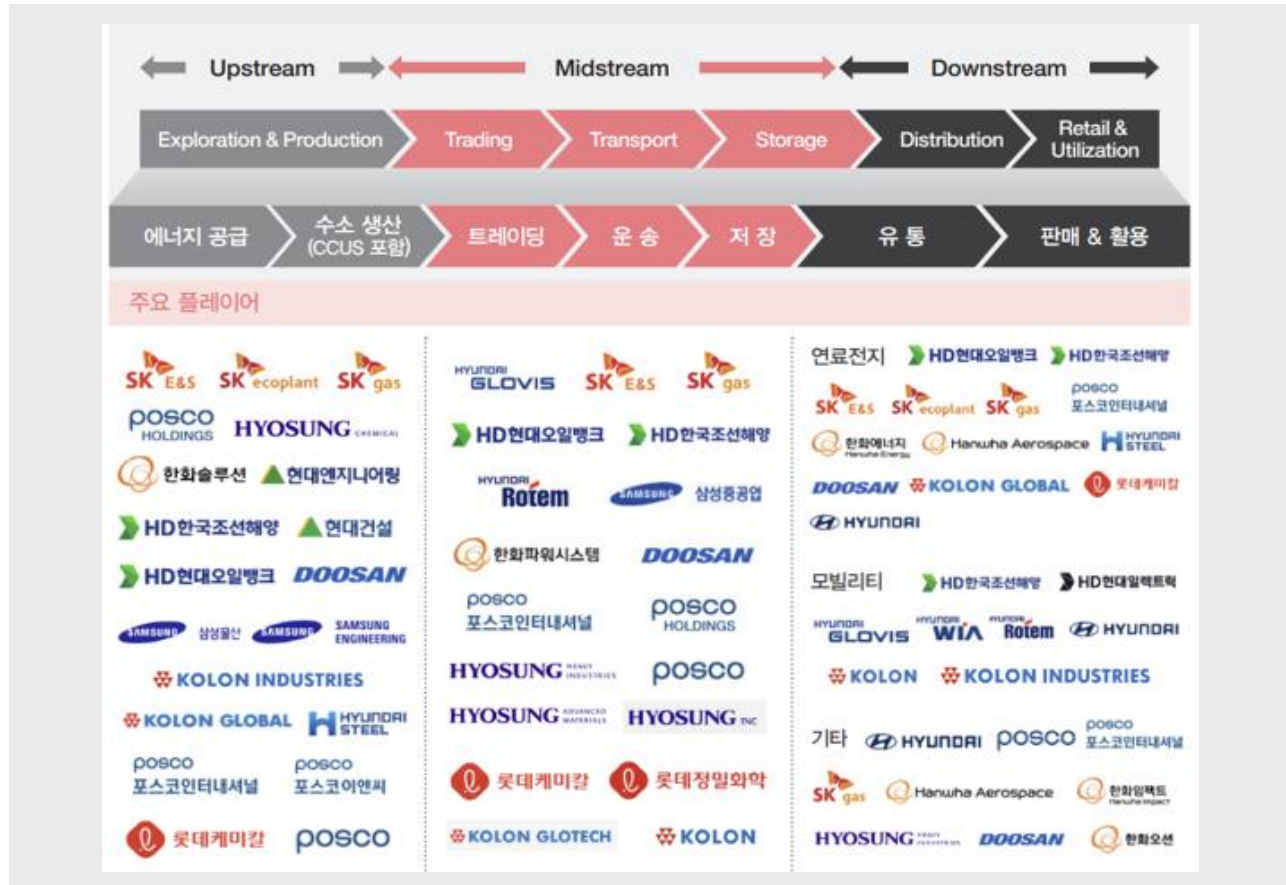 Upstream Midstream Downstream
Exploration & Production Trading Transport Storage Distribution Retail & Utilization
에너지 공급 수소 생산 (CCUS 포함) 트레이딩 운 송 저 장 유 통 판매 & 활용
주요 플레이어
SK E&S SK ecoplant SK gas
posco HOLDINGS HYOSUNG CHEMICAL
한화솔루션 현대엔지니어링
HD한국조선해양 현대건설
HD현대오일뱅크 DOOSAN
SAMSUNG 삼성물산 SAMSUNG SAMSUNG ENGINEERING
KOLON INDUSTRIES
KOLON GLOBAL HYUNDAI STEEL
posco 포스코인터내셔널 posco 포스코이앤씨
롯데케미칼 posco
HYUNDAI GLOVIS SK E&S SK gas
HD현대오일뱅크 HD한국조선해양
HYUNDAI Rotem SAMSUNG 삼성중공업
한화파워시스템 DOOSAN
posco 포스코인터내셔널 posco HOLDINGS
HYOSUNG HEAVY INDUSTRIES posco
HYOSUNG ADVANCED MATERIALS HYOSUNG TNC
롯데케미칼 롯데정밀화학
KOLON GLOTECH KOLON
연료전지 HD현대오일뱅크 HD한국조선해양
SK E&S SK ecoplant SK gas posco 포스코인터내셔널
한화에너지 Hanwha Energy Hanwha Aerospace HYUNDAI STEEL
DOOSAN KOLON GLOBAL 롯데케미칼
HYUNDAI
모빌리티 HD한국조선해양 HD현대일렉트릭
HYUNDAI GLOVIS HYUNDAI WIA HYUNDAI Rotem HYUNDAI
KOLON KOLON INDUSTRIES
기타 HYUNDAI posco posco 포스코인터내셔널
SK gas Hanwha Aerospace 한화임팩트 Hanwha Impact
HYOSUNG HEAVY INDUSTRIES DOOSAN 한화오션